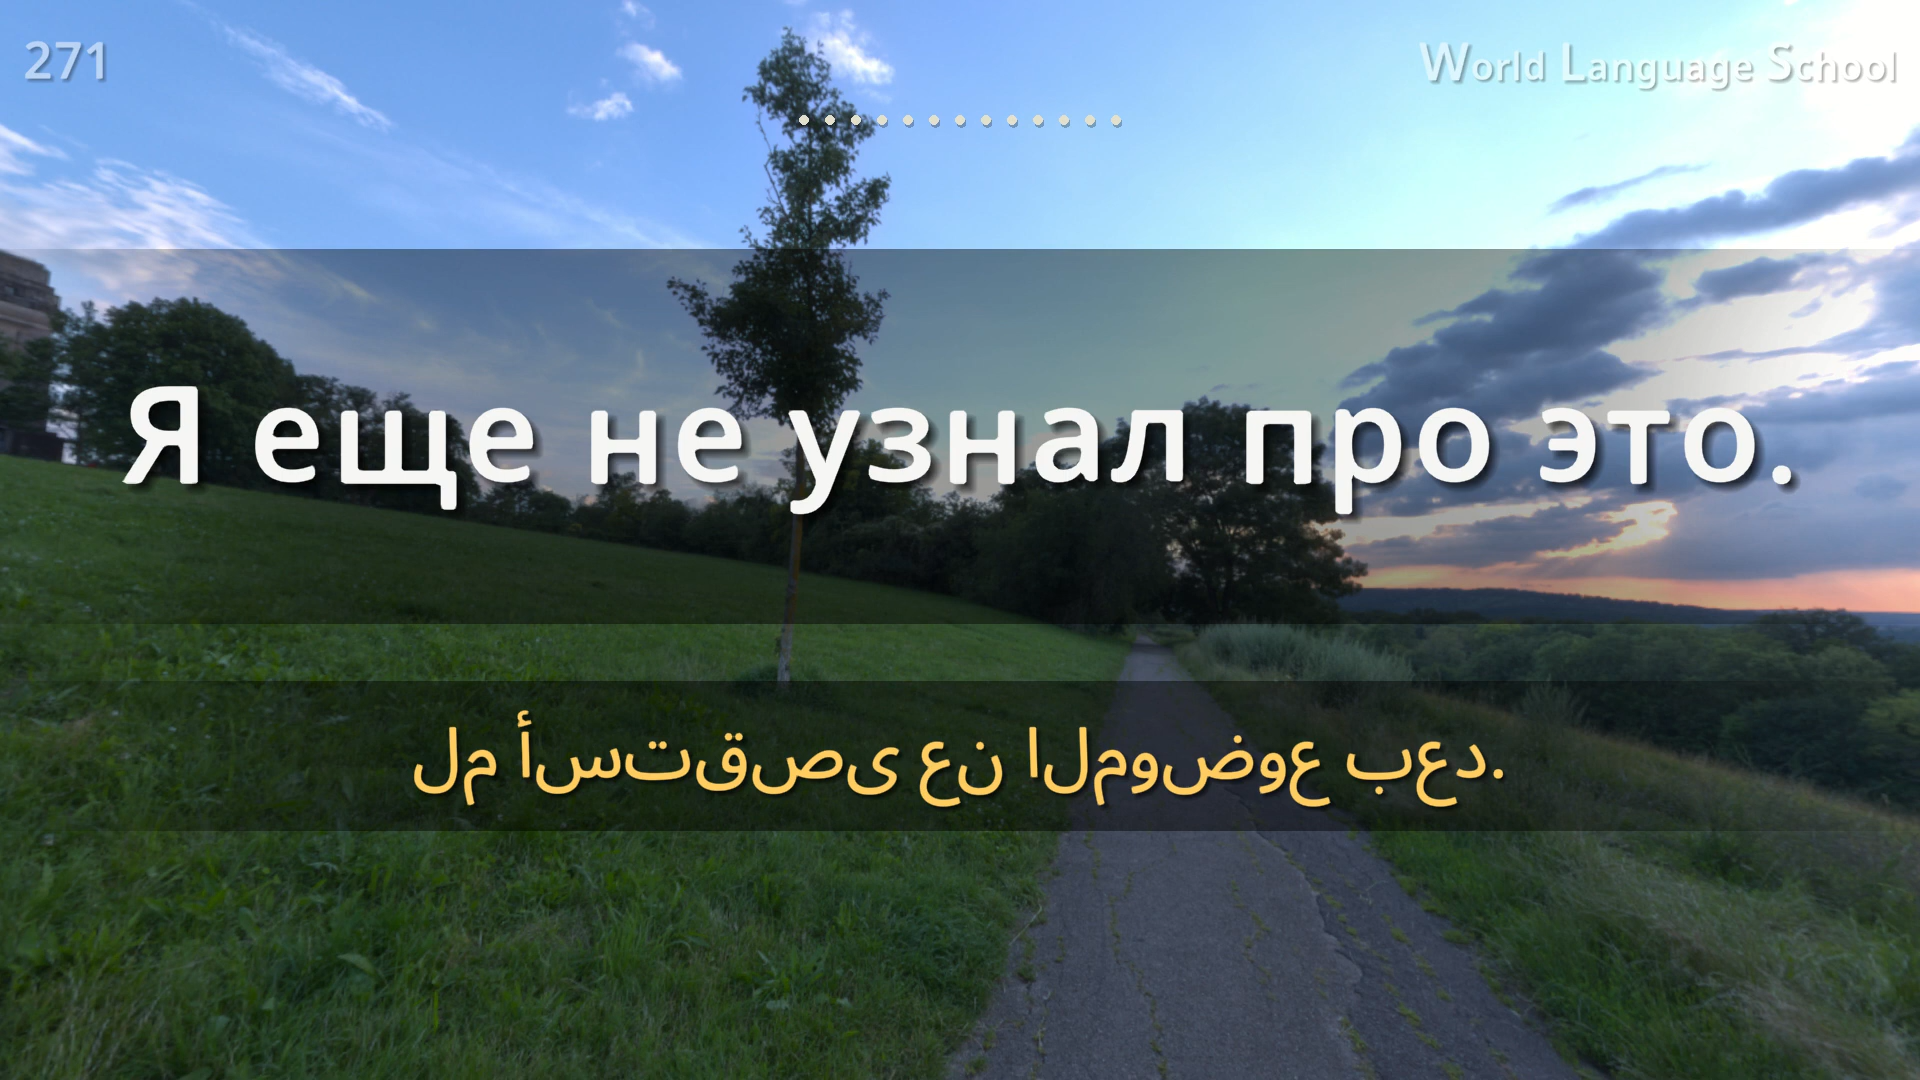 271
World Language School
Я еще не узнал про это.
لم أستقصى عن الموضوع بعد.